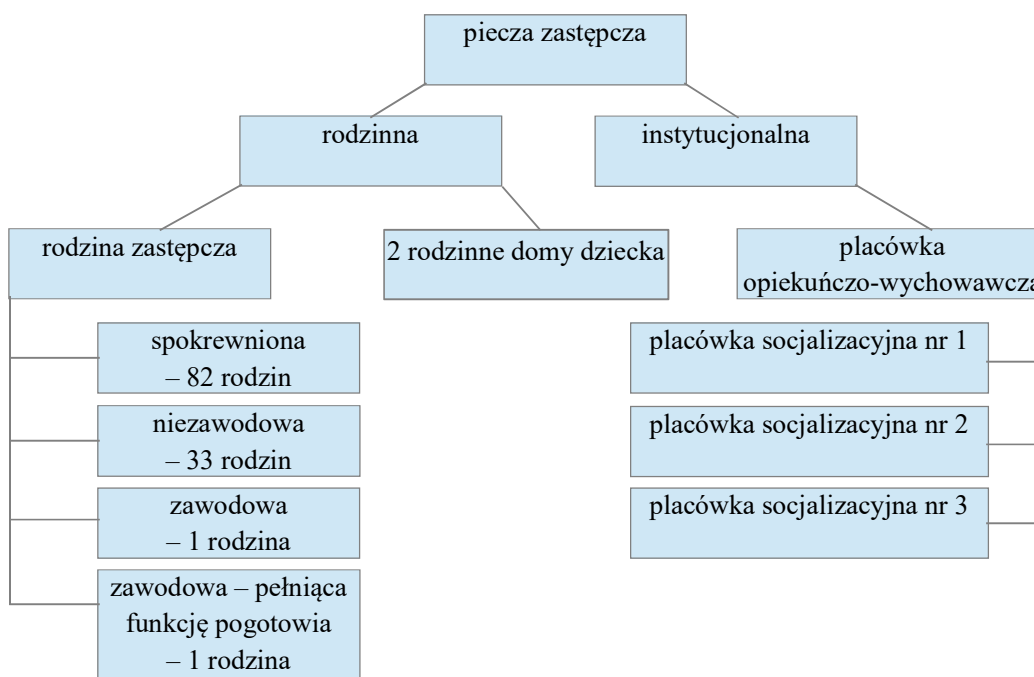 piecza zastępcza
rodzinna
instytucjonalna
rodzina zastępcza
2 rodzinne domy dziecka
placówka
opiekuńczo-wychowawcza
spokrewniona
– 82 rodzin
niezawodowa
– 33 rodzin
zawodowa
– 1 rodzina
zawodowa – pełniąca
funkcję pogotowia
– 1 rodzina
placówka socjalizacyjna nr 1
placówka socjalizacyjna nr 2
placówka socjalizacyjna nr 3